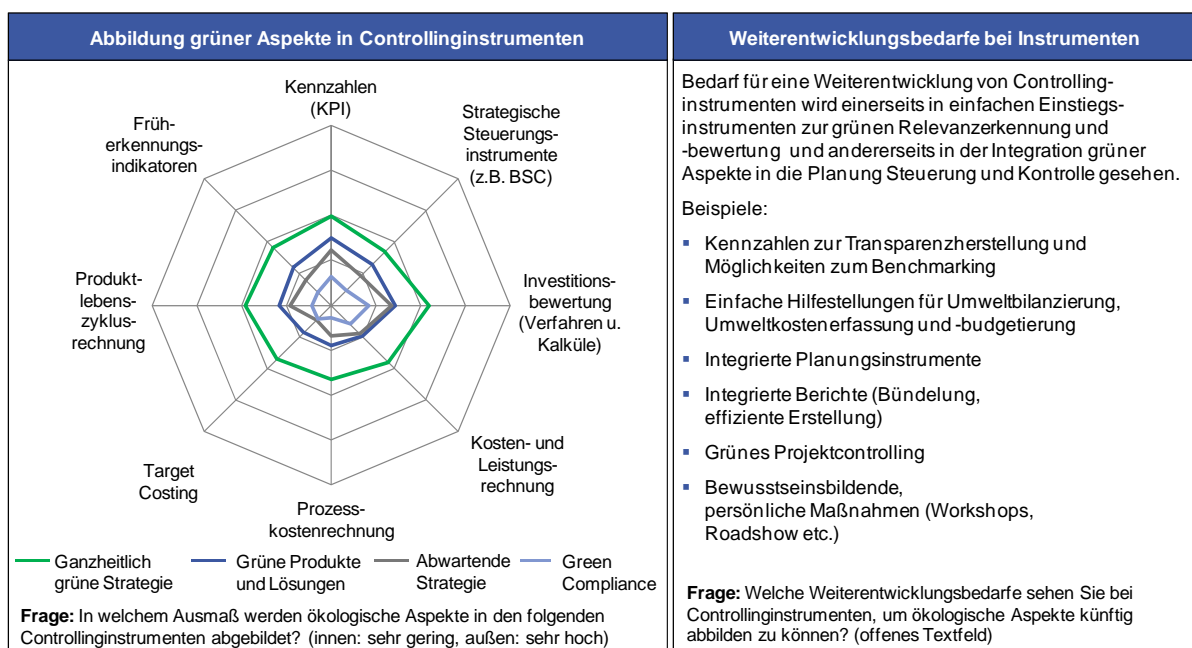 Abbildung grüner Aspekte in Controllinginstrumenten
Kennzahlen
(KPI)
Strategische
Steuerungs-
instrumente
(z.B. BSC)
Investitions-
bewertung
(Verfahren u.
Kalküle)
Kosten- und
Leistungs-
rechnung
Prozess-
kostenrechnung
Target
Costing
Produkt-
lebens-
zyklus-
rechnung
Früh-
erkennungs-
indikatoren
Ganzheitlich
grüne Strategie
Grüne Produkte
und Lösungen
Abwartende
Strategie
Green
Compliance
Frage: In welchem Ausmaß werden ökologische Aspekte in den folgenden
Controllinginstrumenten abgebildet? (innen: sehr gering, außen: sehr hoch)
Weiterentwicklungsbedarfe bei Instrumenten
Bedarf für eine Weiterentwicklung von Controlling-
instrumenten wird einerseits in einfachen Einstiegs-
instrumenten zur grünen Relevanzerkennung und
-bewertung und andererseits in der Integration grüner
Aspekte in die Planung Steuerung und Kontrolle gesehen.
Beispiele:
▪ Kennzahlen zur Transparenzherstellung und
Möglichkeiten zum Benchmarking
▪ Einfache Hilfestellungen für Umweltbilanzierung,
Umweltkostenerfassung und -budgetierung
▪ Integrierte Planungsinstrumente
▪ Integrierte Berichte (Bündelung,
effiziente Erstellung)
▪ Grünes Projektcontrolling
▪ Bewusstseinsbildende,
persönliche Maßnahmen (Workshops,
Roadshow etc.)
Frage: Welche Weiterentwicklungsbedarfe sehen Sie bei
Controllinginstrumenten, um ökologische Aspekte künftig
abbilden zu können? (offenes Textfeld)